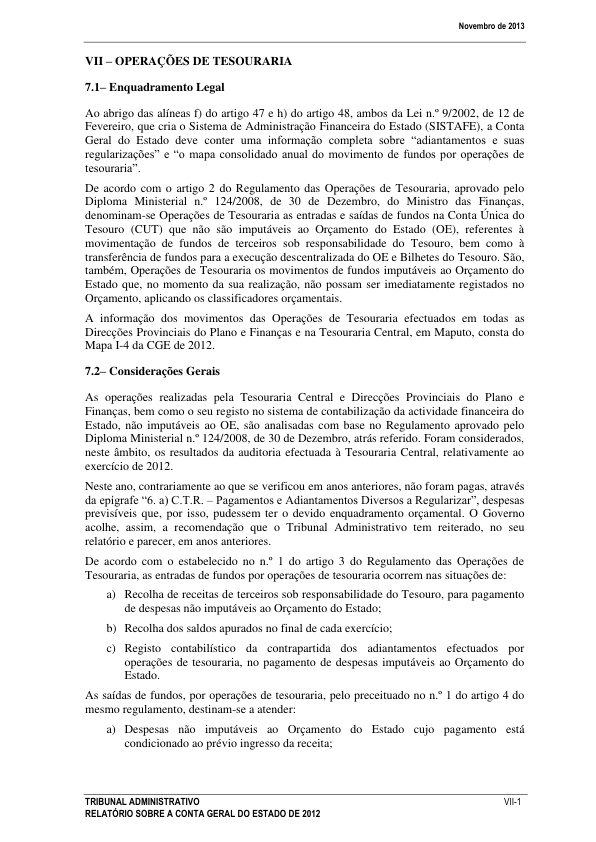 Novembro de 2013
VII – OPERAÇÕES DE TESOURARIA
7.1– Enquadramento Legal
Ao abrigo das alíneas f) do artigo 47 e h) do artigo 48, ambos da Lei n.º 9/2002, de 12 de
Fevereiro, que cria o Sistema de Administração Financeira do Estado (SISTAFE), a Conta
Geral do Estado deve conter uma informação completa sobre “adiantamentos e suas
regularizações” e “o mapa consolidado anual do movimento de fundos por operações de
tesouraria”.
De acordo com o artigo 2 do Regulamento das Operações de Tesouraria, aprovado pelo
Diploma Ministerial n.º 124/2008, de 30 de Dezembro, do Ministro das Finanças,
denominam-se Operações de Tesouraria as entradas e saídas de fundos na Conta Única do
Tesouro (CUT) que não são imputáveis ao Orçamento do Estado (OE), referentes à
movimentação de fundos de terceiros sob responsabilidade do Tesouro, bem como à
transferência de fundos para a execução descentralizada do OE e Bilhetes do Tesouro. São,
também, Operações de Tesouraria os movimentos de fundos imputáveis ao Orçamento do
Estado que, no momento da sua realização, não possam ser imediatamente registados no
Orçamento, aplicando os classificadores orçamentais.
A informação dos movimentos das Operações de Tesouraria efectuados em todas as
Direcções Provinciais do Plano e Finanças e na Tesouraria Central, em Maputo, consta do
Mapa I-4 da CGE de 2012.
7.2– Considerações Gerais
As operações realizadas pela Tesouraria Central e Direcções Provinciais do Plano e
Finanças, bem como o seu registo no sistema de contabilização da actividade financeira do
Estado, não imputáveis ao OE, são analisadas com base no Regulamento aprovado pelo
Diploma Ministerial n.º 124/2008, de 30 de Dezembro, atrás referido. Foram considerados,
neste âmbito, os resultados da auditoria efectuada à Tesouraria Central, relativamente ao
exercício de 2012.
Neste ano, contrariamente ao que se verificou em anos anteriores, não foram pagas, através
da epígrafe “6. a) C.T.R. – Pagamentos e Adiantamentos Diversos a Regularizar”, despesas
previsíveis que, por isso, pudessem ter o devido enquadramento orçamental. O Governo
acolhe, assim, a recomendação que o Tribunal Administrativo tem reiterado, no seu
relatório e parecer, em anos anteriores.
De acordo com o estabelecido no n.º 1 do artigo 3 do Regulamento das Operações de
Tesouraria, as entradas de fundos por operações de tesouraria ocorrem nas situações de:
a) Recolha de receitas de terceiros sob responsabilidade do Tesouro, para pagamento
de despesas não imputáveis ao Orçamento do Estado;
b) Recolha dos saldos apurados no final de cada exercício;
c) Registo contabilístico da contrapartida dos adiantamentos efectuados por
operações de tesouraria, no pagamento de despesas imputáveis ao Orçamento do
Estado.
As saídas de fundos, por operações de tesouraria, pelo preceituado no n.º 1 do artigo 4 do
mesmo regulamento, destinam-se a atender:
a) Despesas não imputáveis ao Orçamento do Estado cujo pagamento está
condicionado ao prévio ingresso da receita;
TRIBUNAL ADMINISTRATIVO VII-1
RELATÓRIO SOBRE A CONTA GERAL DO ESTADO DE 2012